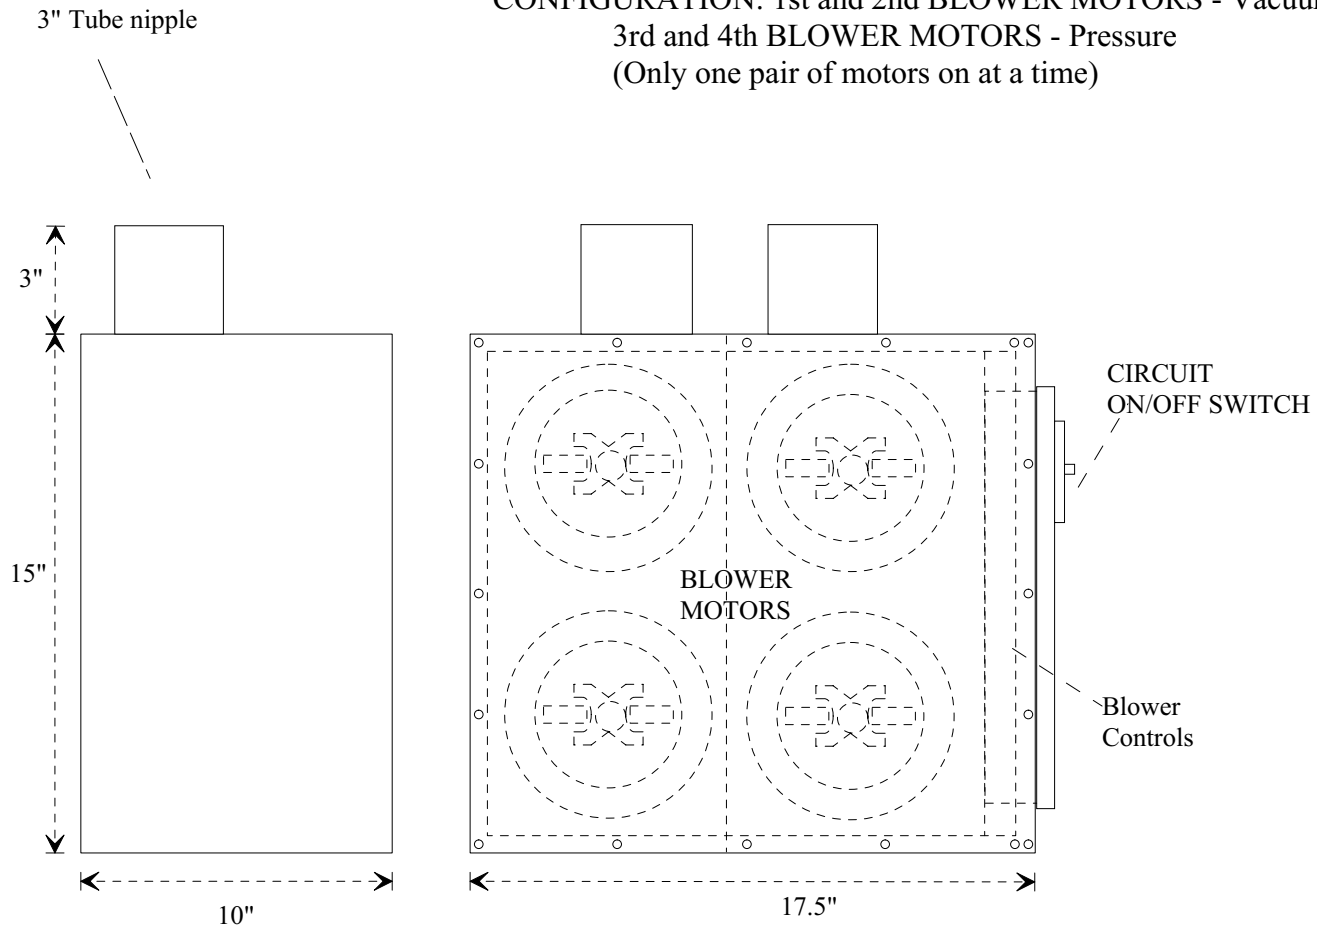 3" Tube nipple
CONFIGURATION: 1st and 2nd BLOWER MOTORS -
3rd and 4th BLOWER MOTORS - Pressure
(Only one pair of motors on at a time)
3"
15"
10"
CIRCUIT
ON/OFF SWITCH
BLOWER
MOTORS
Blower
Controls
17.5"